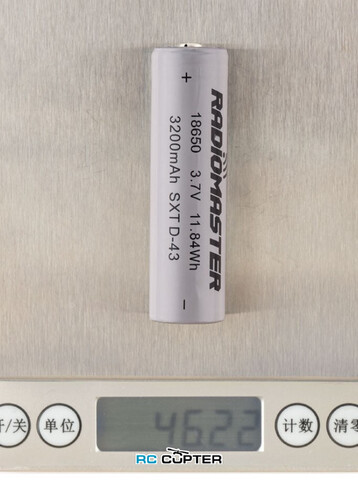 RADIOMASTER
18650 3.7V 11.84Wh
3200mAh SXT D-43
+
−
开/关
单位
46.22
计数
清零
RC COPTER